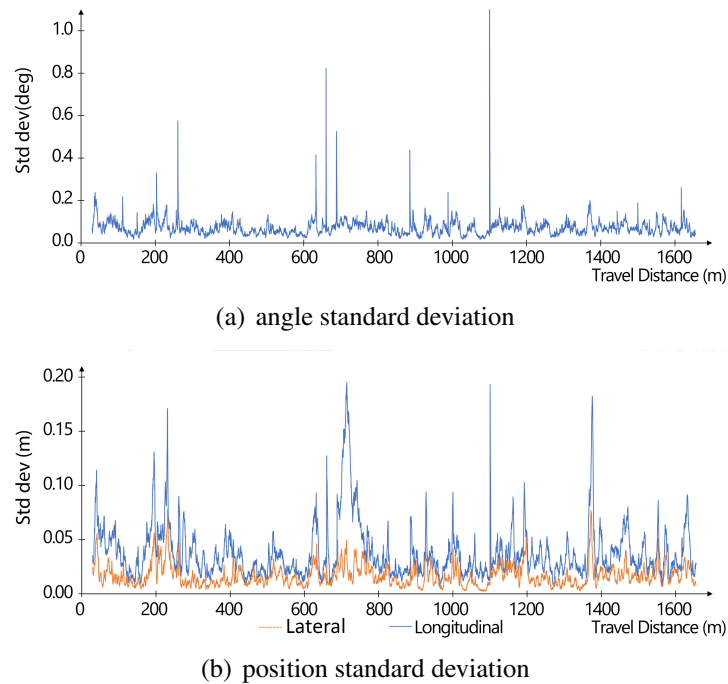 Std dev(deg)
1.0
0.8
0.6
0.4
0.2
0.0
0 200 400 600 800 1000 1200 1400 1600
Travel Distance (m)
(a) angle standard deviation
Std dev (m)
0.20
0.15
0.10
0.05
0.00
0 200 400 600 800 1000 1200 1400 1600
Lateral Longitudinal Travel Distance (m)
(b) position standard deviation